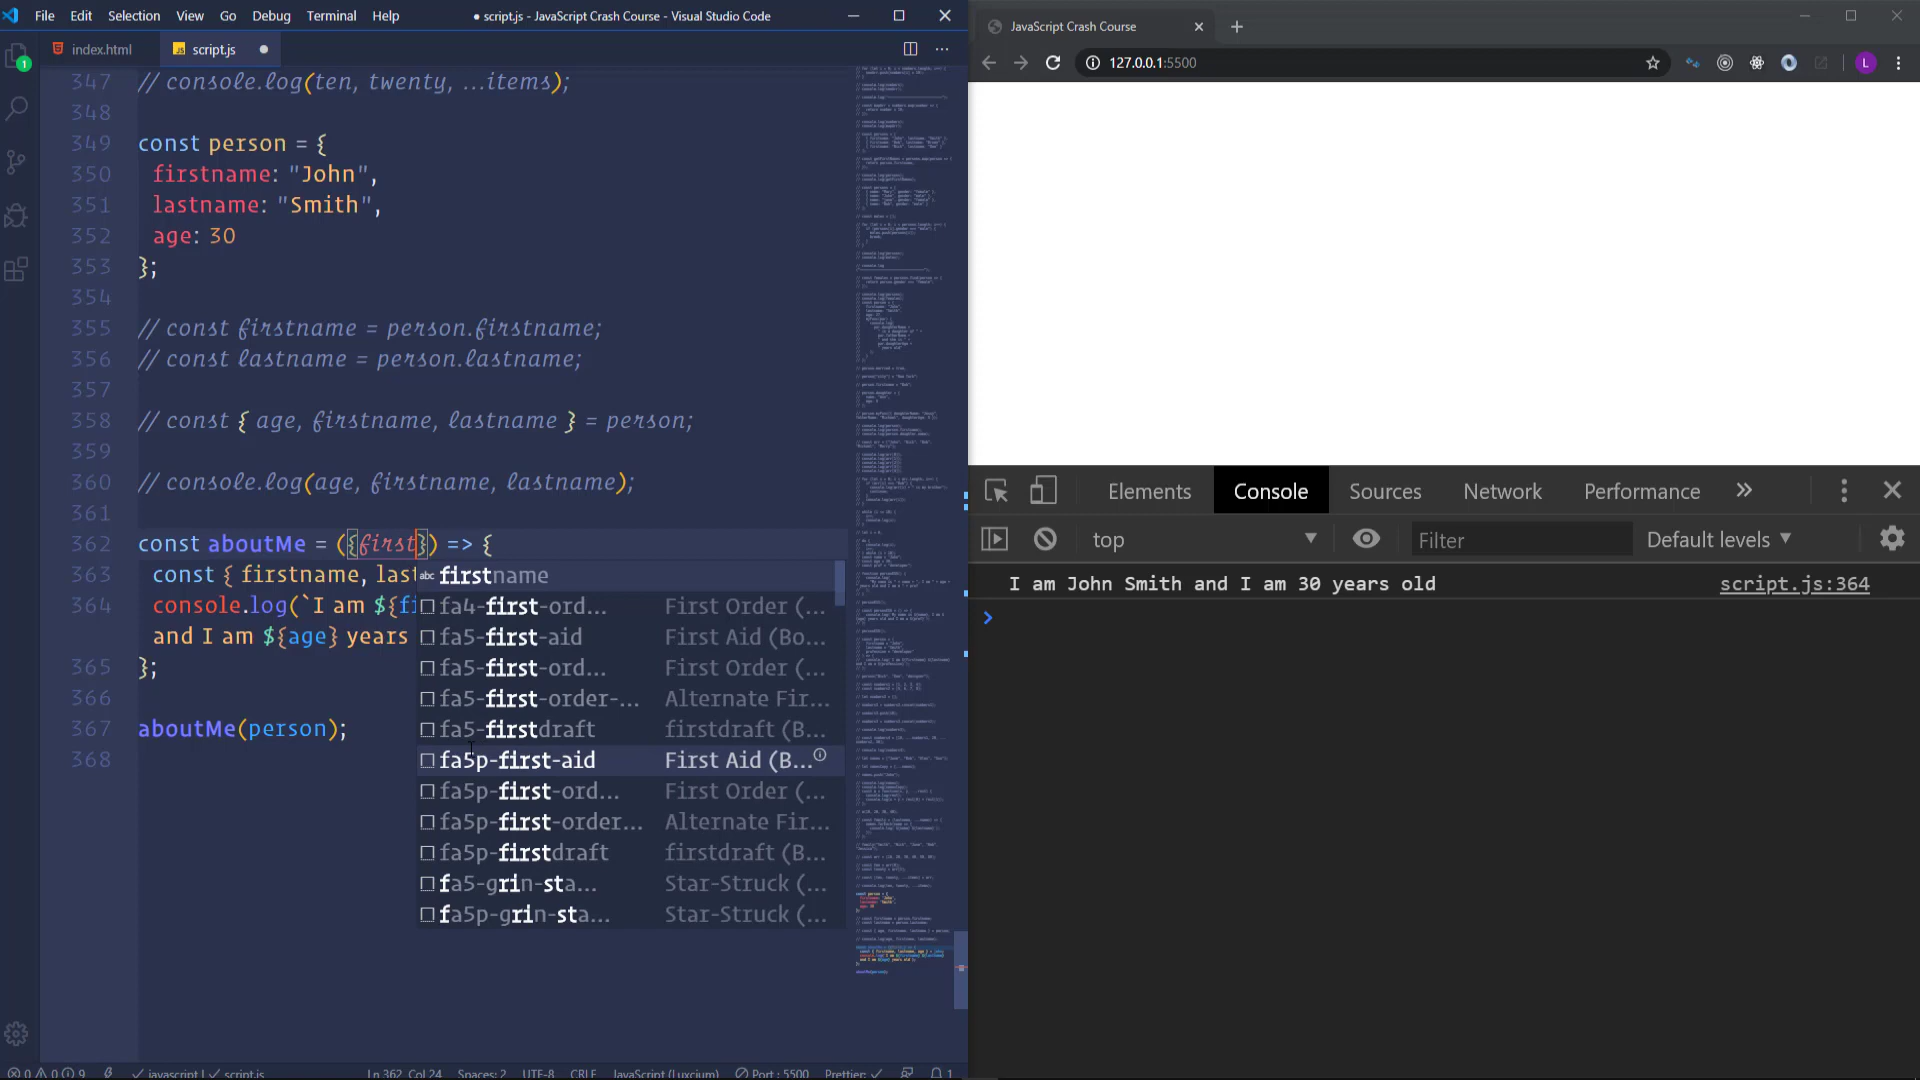 File Edit Selection View Go Debug Terminal Help
● script.js - JavaScript Crash Course - Visual Studio Code
index.html
script.js
347 // console.log(ten, twenty, ...items);
348
349 const person = {
350 firstname: "John",
351 lastname: "Smith",
352 age: 30
353 };
354
355 // const firstname = person.firstname;
356 // const lastname = person.lastname;
357
358 // const { age, firstname, lastname } = person;
359
360 // console.log(age, firstname, lastname);
361
362 const aboutMe = ({first}) => {
363 const { firstname, las
364 console.log(`I am ${fi
and I am ${age} years
365 };
366
367 aboutMe(person);
368
abc firstname
fa4-first-ord... First Order (...
fa5-first-aid First Aid (Bo...
fa5-first-ord... First Order (...
fa5-first-order-... Alternate Fir...
fa5-firstdraft firstdraft (B...
fa5p-first-aid First Aid (B...
fa5p-first-ord... First Order (...
fa5p-first-order... Alternate Fir...
fa5p-firstdraft firstdraft (B...
fa5-grin-sta... Star-Struck (...
fa5p-grin-sta... Star-Struck (...
Ln 362, Col 24 Spaces: 2 UTF-8 CRLF JavaScript (Luxcium) Port : 5500 Prettier: ✓ 1
JavaScript Crash Course
127.0.0.1:5500
L
Elements Console Sources Network Performance »
top Filter Default levels ▼
I am John Smith and I am 30 years old script.js:364